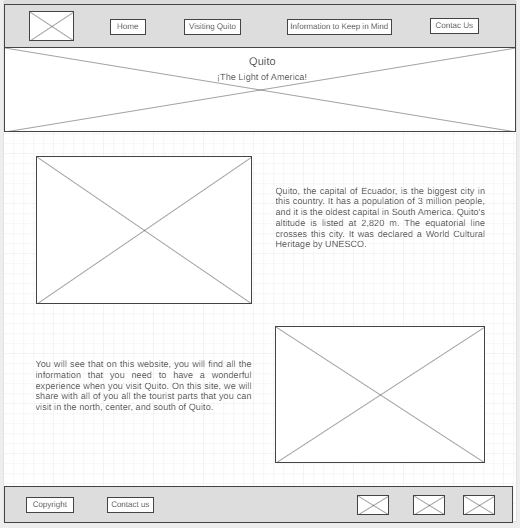 Home
Visiting Quito
Information to Keep in Mind
Contac Us
Quito
¡The Light of America!
Quito, the capital of Ecuador, is the biggest city in
this country. It has a population of 3 million people,
and it is the oldest capital in South America. Quito's
altitude is listed at 2,820 m. The equatorial line
crosses this city. It was declared a World Cultural
Heritage by UNESCO.
You will see that on this website, you will find all the
information that you need to have a wonderful
experience when you visit Quito. On this site, we will
share with all of you all the tourist parts that you can
visit in the north, center, and south of Quito.
Copyright
Contact us